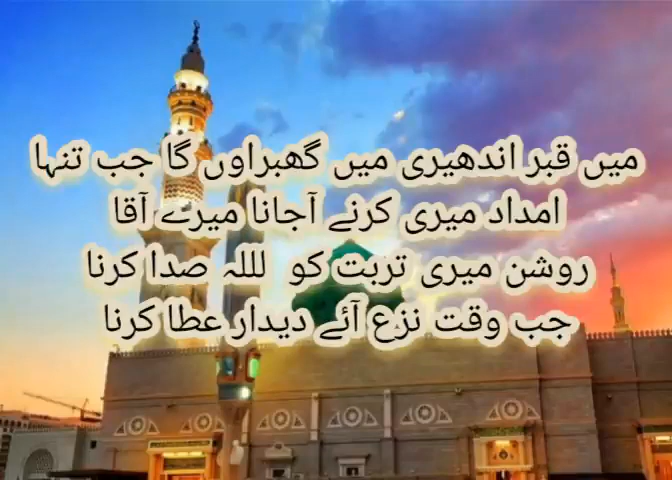 میں قبر اندھیری میں گھبراوں گا جب تنہا
امداد میری کرنے آجانا میرے آقا
روشن میری تربت کو لللہ صدا کرنا
جب وقت نزع آئے دیدار عطا کرنا